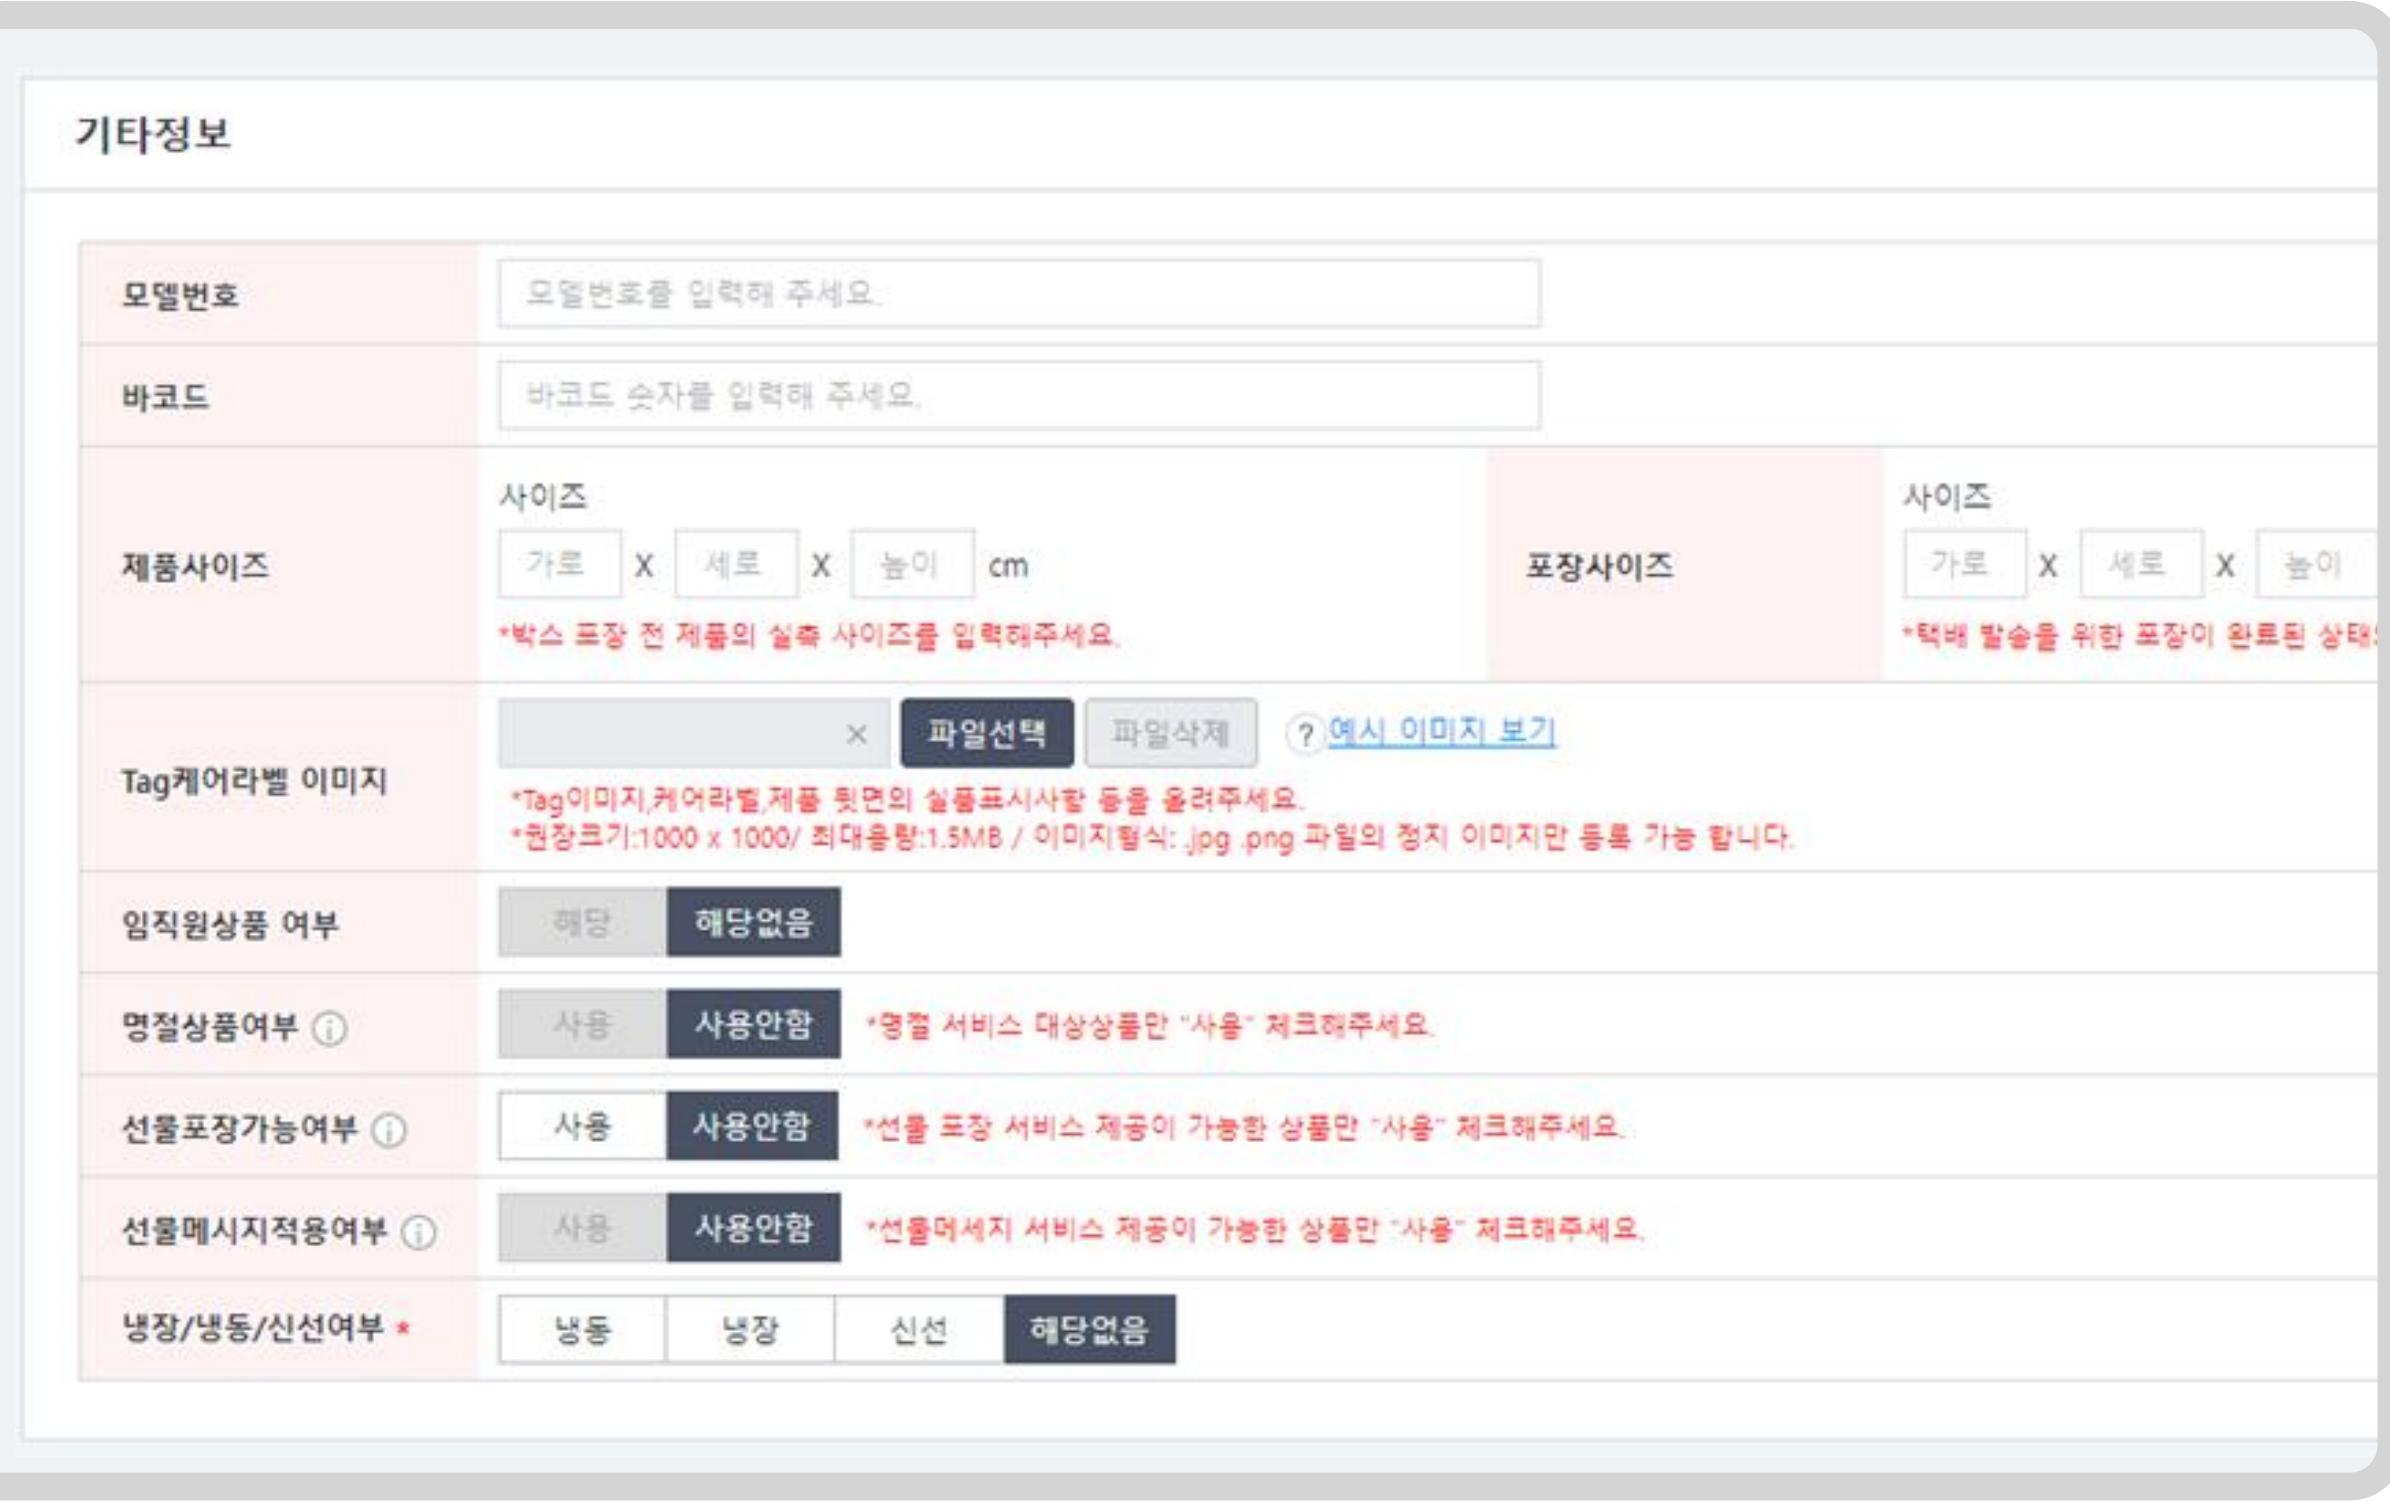 기타정보
모델번호 모델번호를 입력해 주세요.
바코드 바코드 숫자를 입력해 주세요.
사이즈 사이즈
제품사이즈 가로 X 세로 X 높이 cm 포장사이즈 가로 X 세로 X 높이
*박스 포장 전 제품의 실측 사이즈를 입력해주세요. *택배 발송을 위한 포장이 완료된 상태
파일선택 파일삭제 ? 예시 이미지 보기
Tag케어라벨 이미지
*Tag이미지,케어라벨,제품 뒷면의 실품표시사항 등을 올려주세요.
*권장크기:1000 x 1000/ 최대용량:1.5MB / 이미지형식: .jpg .png 파일의 정지 이미지만 등록 가능 합니다.
임직원상품 여부 해당 해당없음
명절상품여부 사용 사용안함 *명절 서비스 대상상품만 "사용" 체크해주세요.
선물포장가능여부 사용 사용안함 *선물 포장 서비스 제공이 가능한 상품만 "사용" 체크해주세요.
선물메시지적용여부 사용 사용안함 *선물메세지 서비스 제공이 가능한 상품만 "사용" 체크해주세요.
냉장/냉동/신선여부 * 냉동 냉장 신선 해당없음